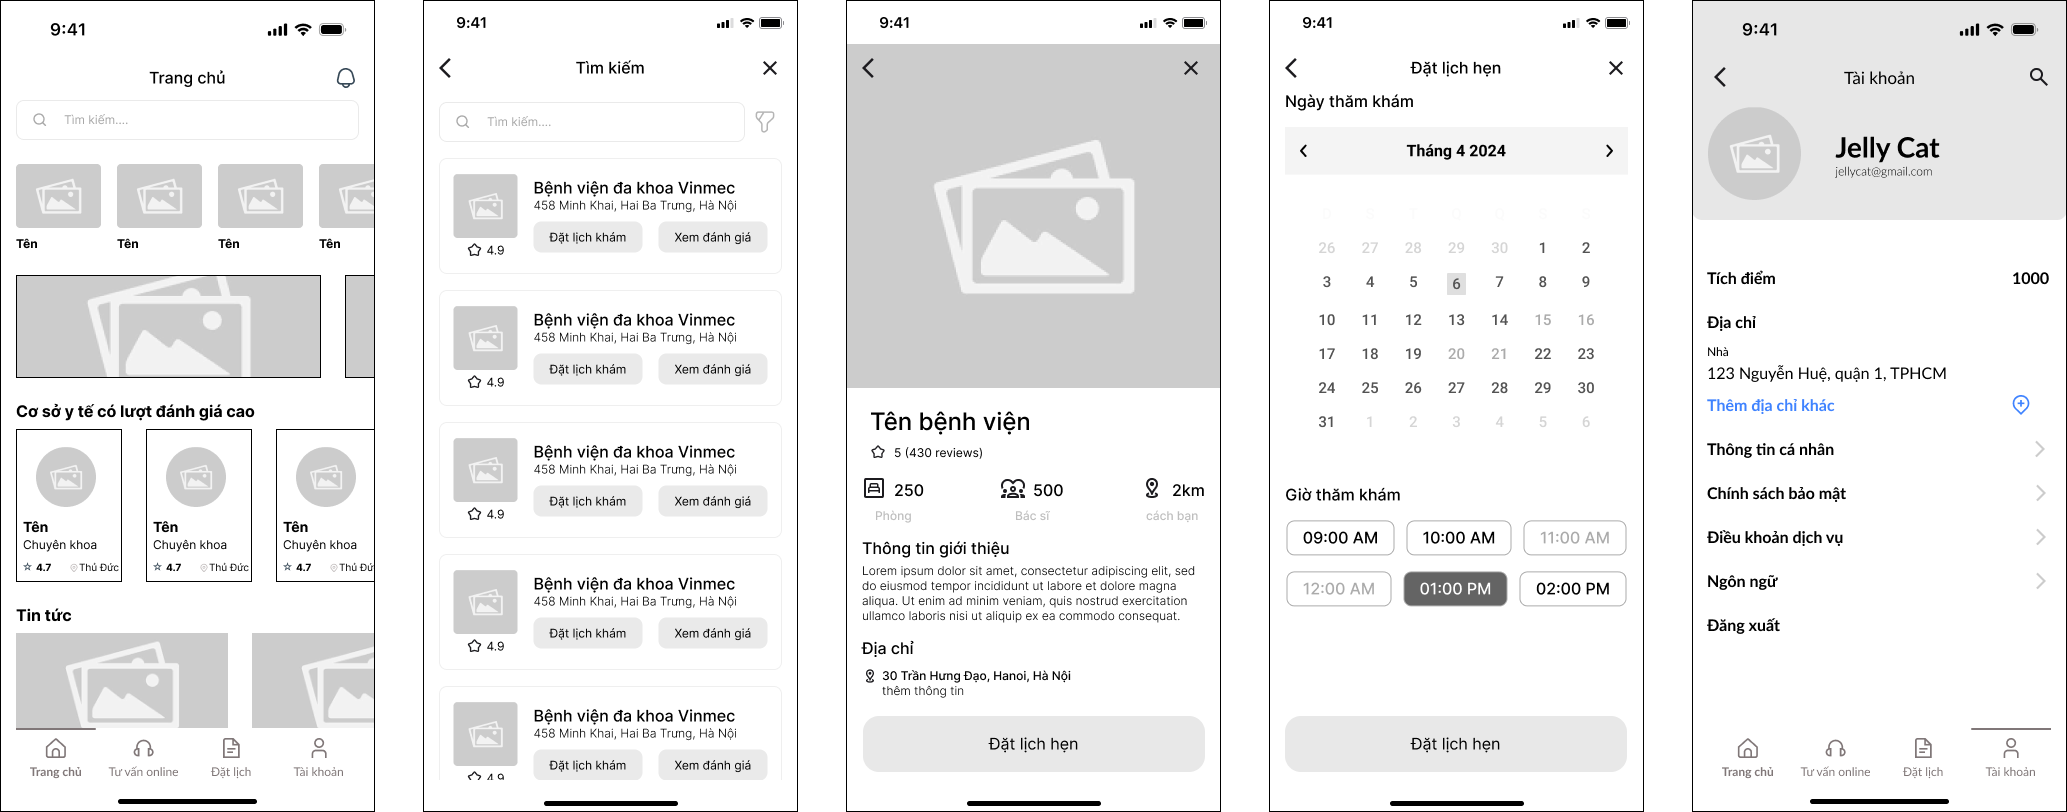 9:41
Trang chủ
Tìm kiếm....
Tên Tên Tên Tên
Cơ sở y tế có lượt đánh giá cao
Tên Tên Tên
Chuyên khoa Chuyên khoa Chuyên khoa
4.7 Thủ Đức 4.7 Thủ Đức 4.7 Thủ Đứ
Tin tức
Trang chủ Tư vấn online Đặt lịch Tài khoản
9:41
Tìm kiếm
Tìm kiếm....
Bệnh viện đa khoa Vinmec
458 Minh Khai, Hai Ba Trưng, Hà Nội
Đặt lịch khám Xem đánh giá
4.9
Bệnh viện đa khoa Vinmec
458 Minh Khai, Hai Ba Trưng, Hà Nội
Đặt lịch khám Xem đánh giá
4.9
Bệnh viện đa khoa Vinmec
458 Minh Khai, Hai Ba Trưng, Hà Nội
Đặt lịch khám Xem đánh giá
4.9
Bệnh viện đa khoa Vinmec
458 Minh Khai, Hai Ba Trưng, Hà Nội
Đặt lịch khám Xem đánh giá
4.9
Bệnh viện đa khoa Vinmec
458 Minh Khai, Hai Ba Trưng, Hà Nội
Đặt lịch khám Xem đánh giá
4.9
9:41
Tên bệnh viện
5 (430 reviews)
250 500 2km
Phòng Bác sĩ cách bạn
Thông tin giới thiệu
Lorem ipsum dolor sit amet, consectetur adipiscing elit, sed
do eiusmod tempor incididunt ut labore et dolore magna
aliqua. Ut enim ad minim veniam, quis nostrud exercitation
ullamco laboris nisi ut aliquip ex ea commodo consequat.
Địa chỉ
30 Trần Hưng Đạo, Hanoi, Hà Nội
thêm thông tin
Đặt lịch hẹn
9:41
Đặt lịch hẹn
Ngày thăm khám
Tháng 4 2024
26 27 28 29 30 1 2
3 4 5 6 7 8 9
10 11 12 13 14 15 16
17 18 19 20 21 22 23
24 25 26 27 28 29 30
31 1 2 3 4 5 6
Giờ thăm khám
09:00 AM 10:00 AM 11:00 AM
12:00 AM 01:00 PM 02:00 PM
Đặt lịch hẹn
9:41
Tài khoản
Jelly Cat
jellycat@gmail.com
Tích điểm 1000
Địa chỉ
Nhà
123 Nguyễn Huệ, quận 1, TPHCM
Thêm địa chỉ khác
Thông tin cá nhân
Chính sách bảo mật
Điều khoản dịch vụ
Ngôn ngữ
Đăng xuất
Trang chủ Tư vấn online Đặt lịch Tài khoản